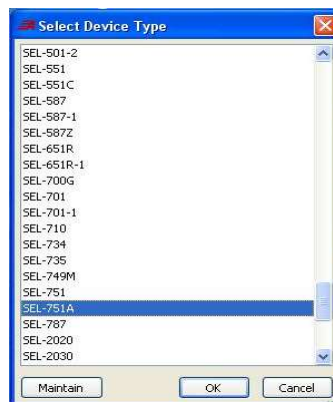 Select Device Type
SEL-501-2
SEL-551
SEL-551C
SEL-587
SEL-587-1
SEL-587Z
SEL-651R
SEL-651R-1
SEL-700G
SEL-701
SEL-701-1
SEL-710
SEL-734
SEL-735
SEL-749M
SEL-751
SEL-751A
SEL-787
SEL-2020
SEL-2030
Maintain OK Cancel